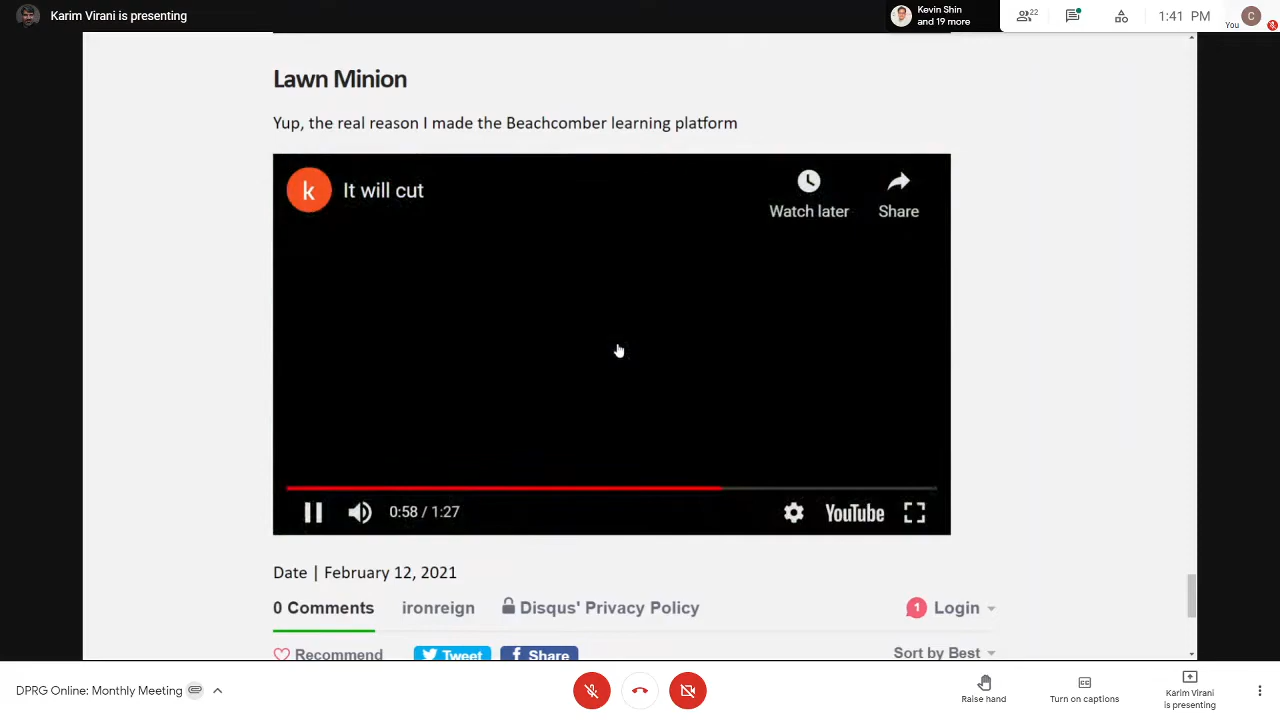 Karim Virani is presenting
Kevin Shin
and 19 more
22
1:41 PM
You
C
Lawn Minion
Yup, the real reason I made the Beachcomber learning platform
k
It will cut
Watch later
Share
0:58 / 1:27
YouTube
Date | February 12, 2021
0 Comments
ironreign
Disqus' Privacy Policy
1
Login
Recommend
Tweet
f Share
Sort by Best
DPRG Online: Monthly Meeting
Raise hand
CC
Turn on captions
Karim Virani
is presenting